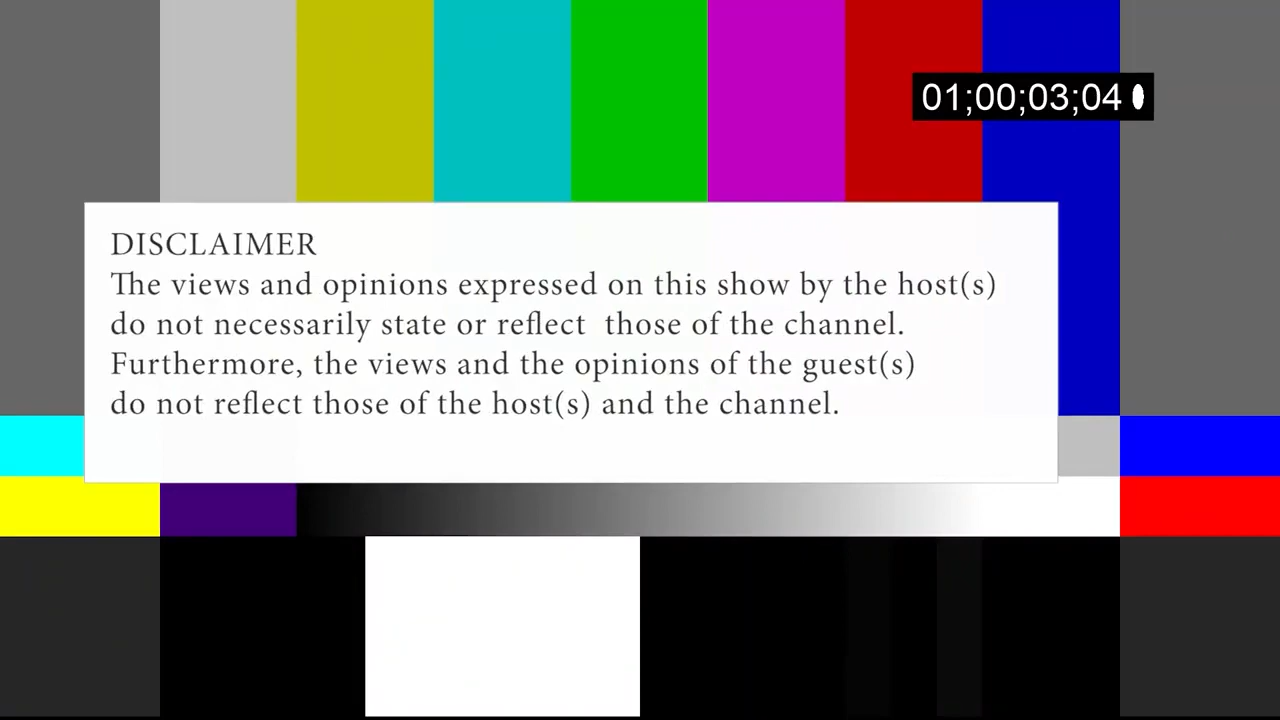 01;00;03;04
DISCLAIMER
The views and opinions expressed on this show by the host(s)
do not necessarily state or reflect  those of the channel.
Furthermore, the views and the opinions of the guest(s)
do not reflect those of the host(s) and the channel.